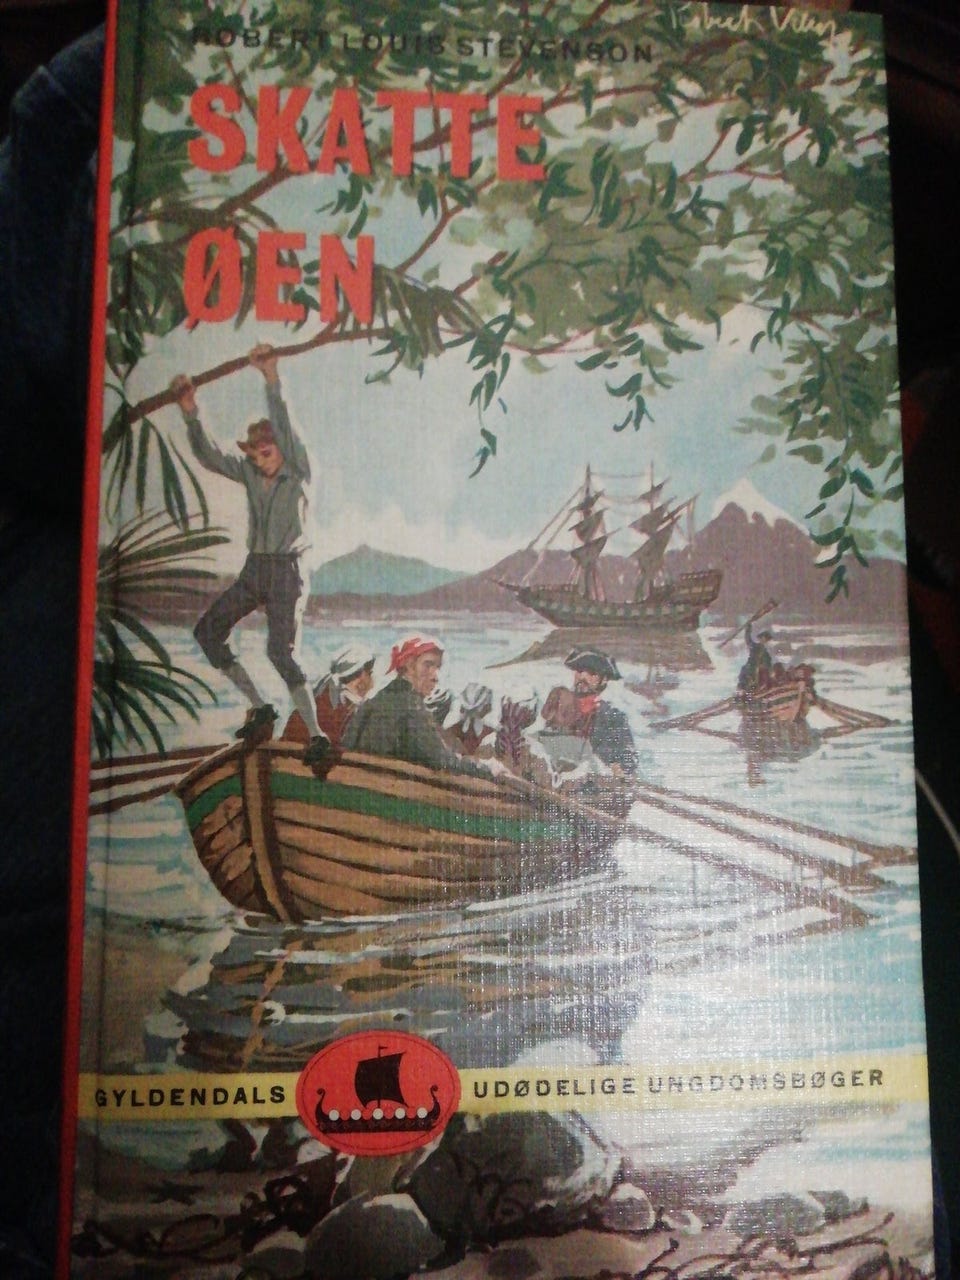 ROBERT LOUIS STEVENSON
SKATTE
ØEN
GYLDENDALS UDØDELIGE UNGDOMSBØGER